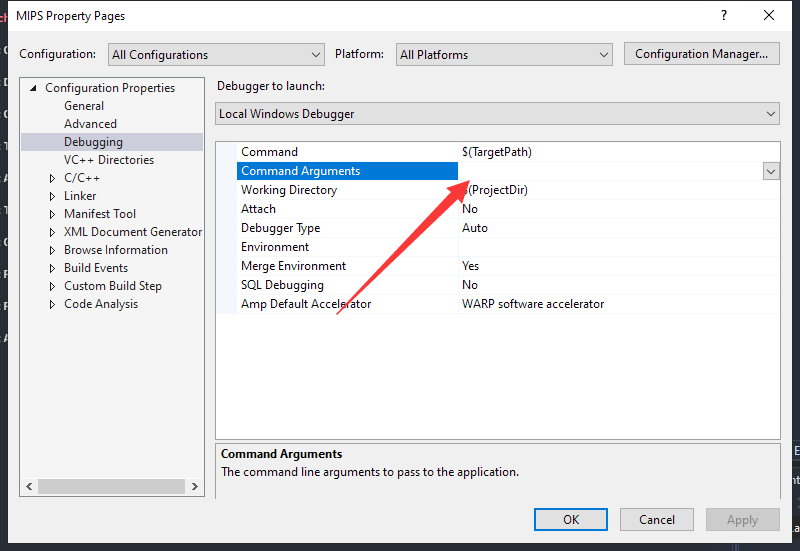 MIPS Property Pages
Configuration: All Configurations Platform: All Platforms Configuration Manager...
Configuration Properties
General
Advanced
Debugging
VC++ Directories
C/C++
Linker
Manifest Tool
XML Document Generator
Browse Information
Build Events
Custom Build Step
Code Analysis
Debugger to launch:
Local Windows Debugger
Command $(TargetPath)
Command Arguments
Working Directory $(ProjectDir)
Attach No
Debugger Type Auto
Environment
Merge Environment Yes
SQL Debugging No
Amp Default Accelerator WARP software accelerator
Command Arguments
The command line arguments to pass to the application.
OK Cancel Apply